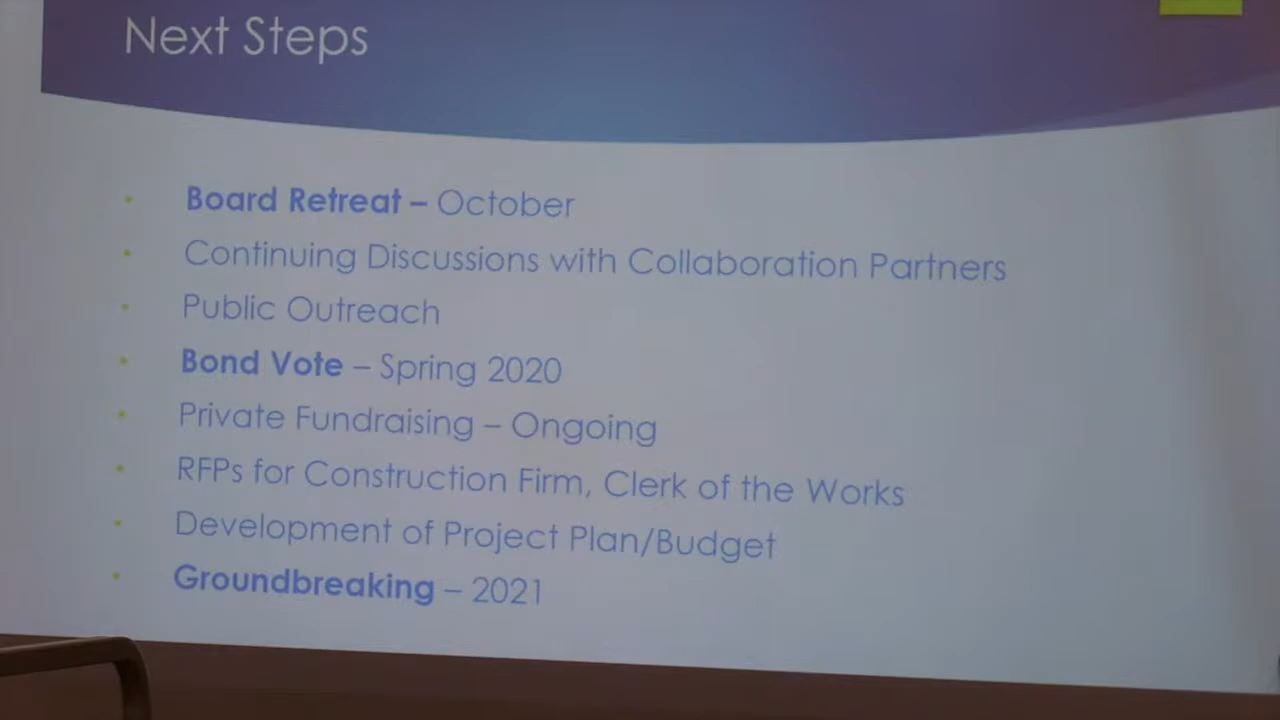 Next Steps
Board Retreat – October
Continuing Discussions with Collaboration Partners
Public Outreach
Bond Vote – Spring 2020
Private Fundraising – Ongoing
RFPs for Construction Firm, Clerk of the Works
Development of Project Plan/Budget
Groundbreaking – 2021